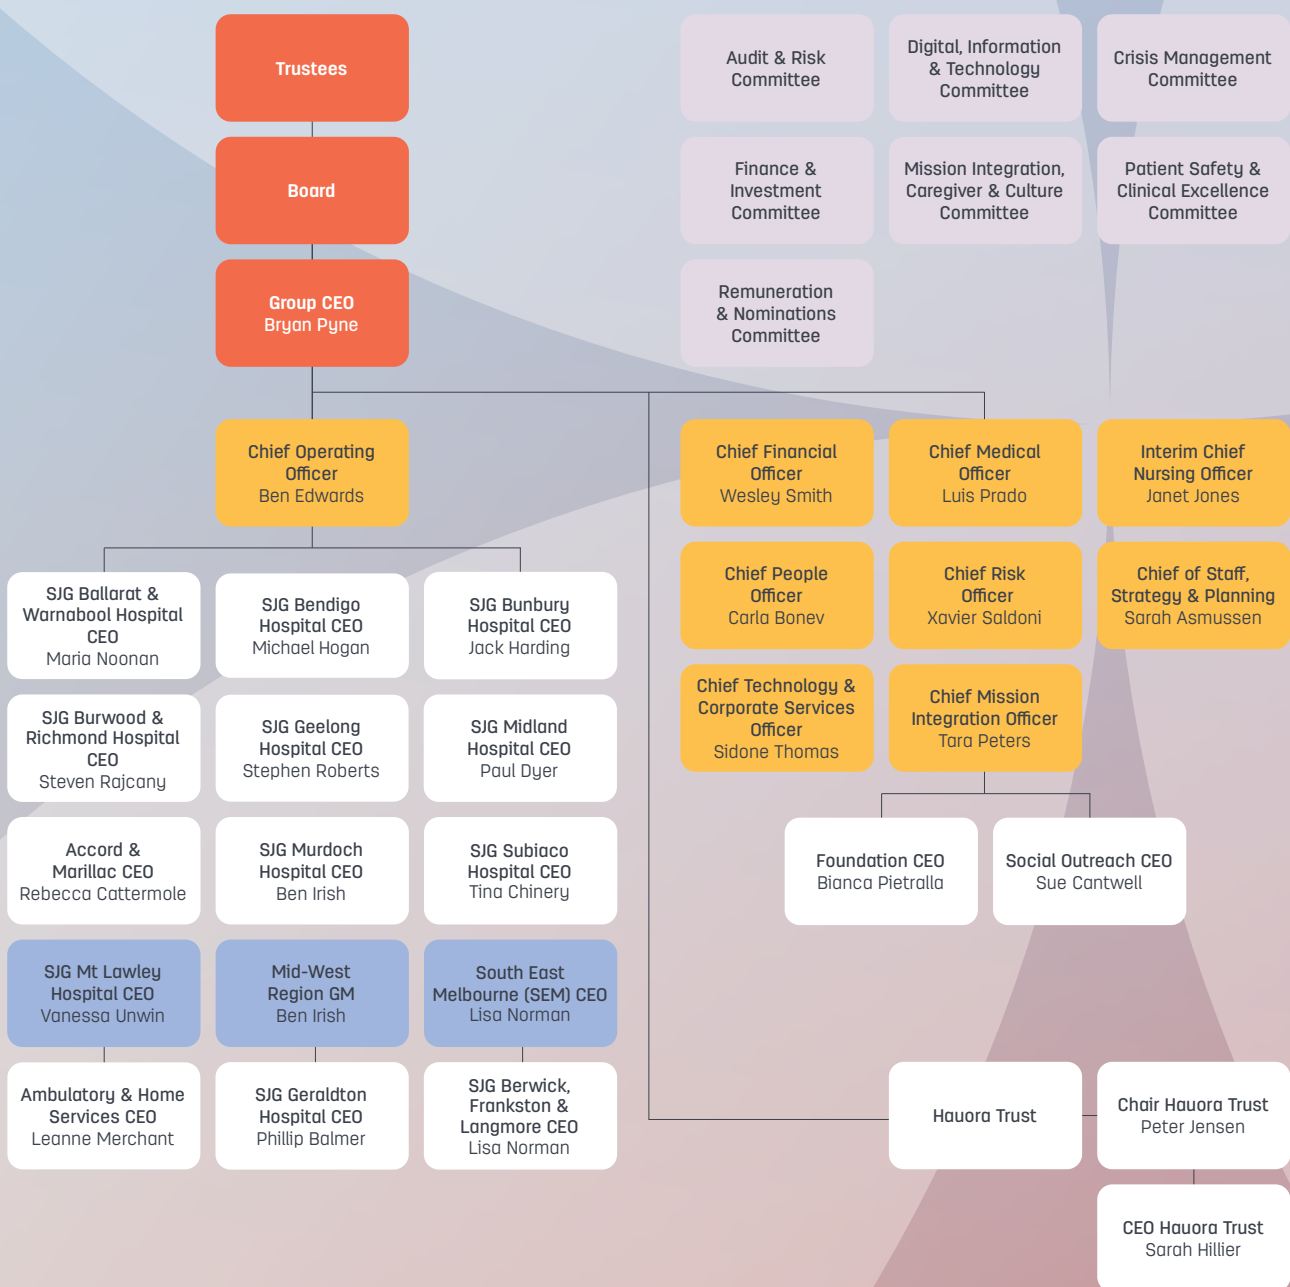 Trustees
Board
Group CEO
Bryan Pyne
Audit & Risk
Committee
Digital, Information
& Technology
Committee
Crisis Management
Committee
Finance &
Investment
Committee
Mission Integration,
Caregiver & Culture
Committee
Patient Safety &
Clinical Excellence
Committee
Remuneration
& Nominations
Committee
Chief Operating
Officer
Ben Edwards
Chief Financial
Officer
Wesley Smith
Chief Medical
Officer
Luis Prado
Interim Chief
Nursing Officer
Janet Jones
Chief People
Officer
Carla Bonev
Chief Risk
Officer
Xavier Saldoni
Chief of Staff,
Strategy & Planning
Sarah Asmussen
Chief Technology &
Corporate Services
Officer
Sidone Thomas
Chief Mission
Integration Officer
Tara Peters
SJG Ballarat &
Warnabool Hospital
CEO
Maria Noonan
SJG Bendigo
Hospital CEO
Michael Hogan
SJG Bunbury
Hospital CEO
Jack Harding
SJG Burwood &
Richmond Hospital
CEO
Steven Rajcany
SJG Geelong
Hospital CEO
Stephen Roberts
SJG Midland
Hospital CEO
Paul Dyer
Accord &
Marillac CEO
Rebecca Cattermole
SJG Murdoch
Hospital CEO
Ben Irish
SJG Subiaco
Hospital CEO
Tina Chinery
Foundation CEO
Bianca Pietralla
Social Outreach CEO
Sue Cantwell
SJG Mt Lawley
Hospital CEO
Vanessa Unwin
Mid-West
Region GM
Ben Irish
South East
Melbourne (SEM) CEO
Lisa Norman
Ambulatory & Home
Services CEO
Leanne Merchant
SJG Geraldton
Hospital CEO
Phillip Balmer
SJG Berwick,
Frankston &
Langmore CEO
Lisa Norman
Hauora Trust
Chair Hauora Trust
Peter Jensen
CEO Hauora Trust
Sarah Hillier